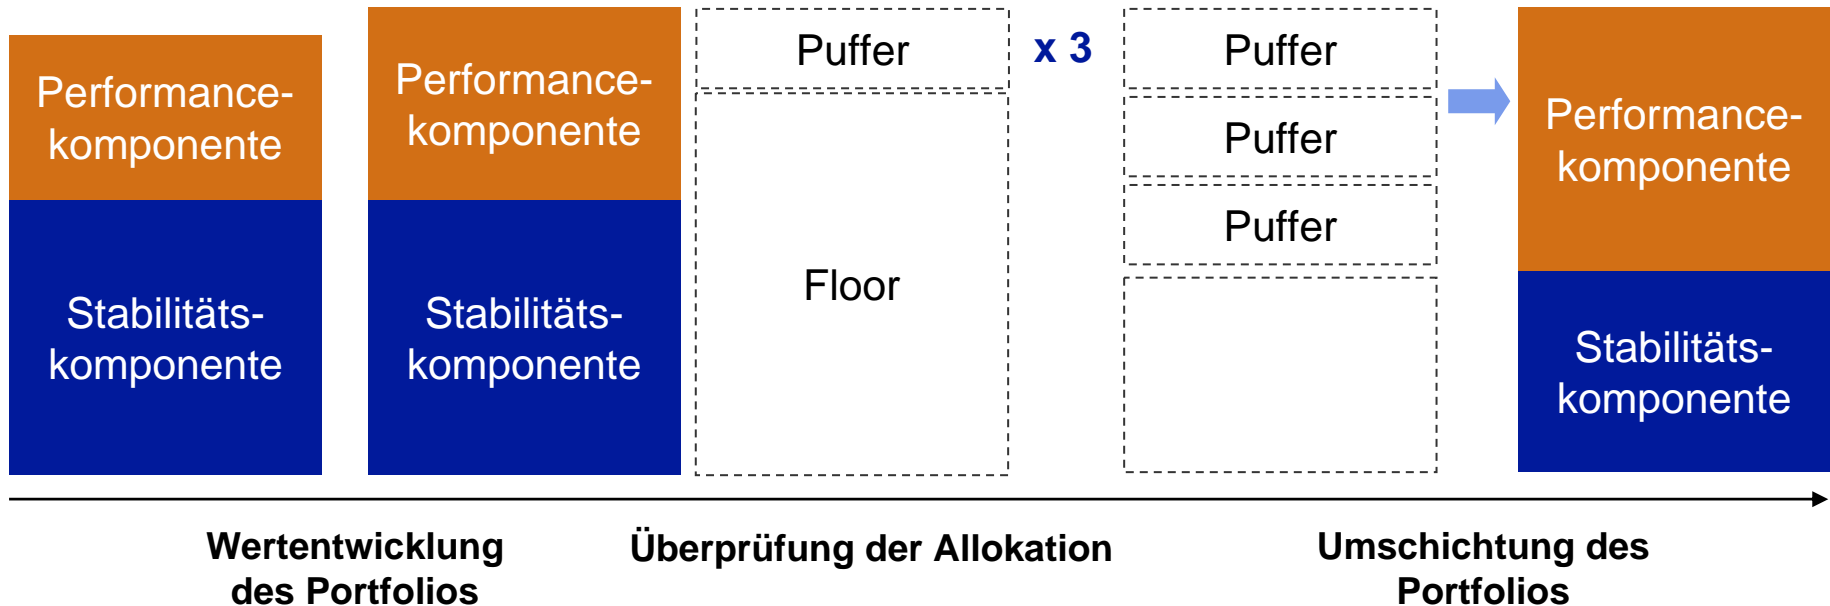 Performance-
komponente
Stabilitäts-
komponente
Performance-
komponente
Stabilitäts-
komponente
Puffer
Floor
x 3
Puffer
Puffer
Puffer
Performance-
komponente
Stabilitäts-
komponente
Wertentwicklung
des Portfolios
Überprüfung der Allokation
Umschichtung des
Portfolios